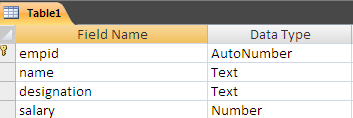 Table1
Field Name Data Type
empid AutoNumber
name Text
designation Text
salary Number